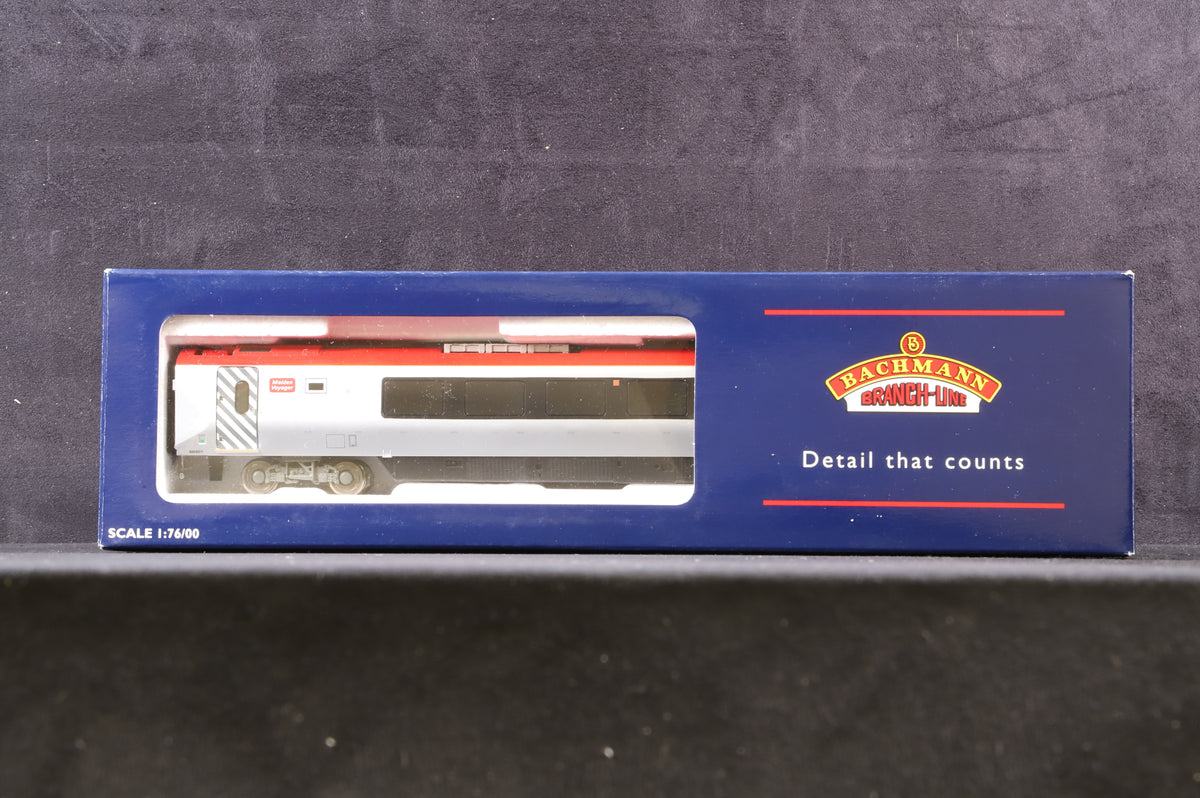 Maiden
Voyager
BACHMANN
BRANCH-LINE
Detail that counts
SCALE 1:76/00